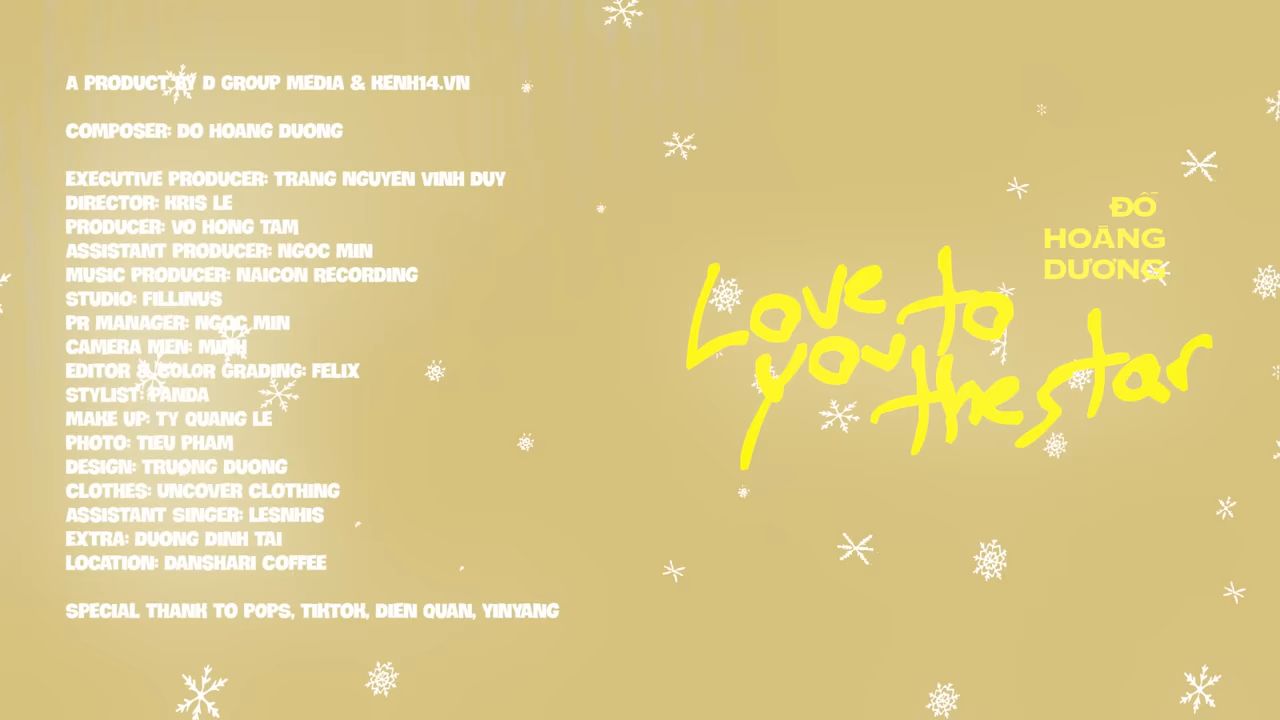 A PRODUCT BY D GROUP MEDIA & KENH14.VN
COMPOSER: DO HOANG DUONG
EXECUTIVE PRODUCER: TRANG NGUYEN VINH DUY
DIRECTOR: KRIS LE
PRODUCER: VO HONG TAM
ASSISTANT PRODUCER: NGOC MIN
MUSIC PRODUCER: NAICON RECORDING
STUDIO: FILLINUS
PR MANAGER: NGOC MIN
CAMERA MEN: MINH
EDITOR & COLOR GRADING: FELIX
STYLIST: PANDA
MAKE UP: TY QUANG LE
PHOTO: TIEU PHAM
DESIGN: TRUONG DUONG
CLOTHES: UNCOVER CLOTHING
ASSISTANT SINGER: LESNHIS
EXTRA: DUONG DINH TAI
LOCATION: DANSHARI COFFEE
SPECIAL THANK TO POPS, TIKTOK, DIEN QUAN, YINYANG
ĐỖ
HOÀNG
DƯƠNG
Love to
you the star